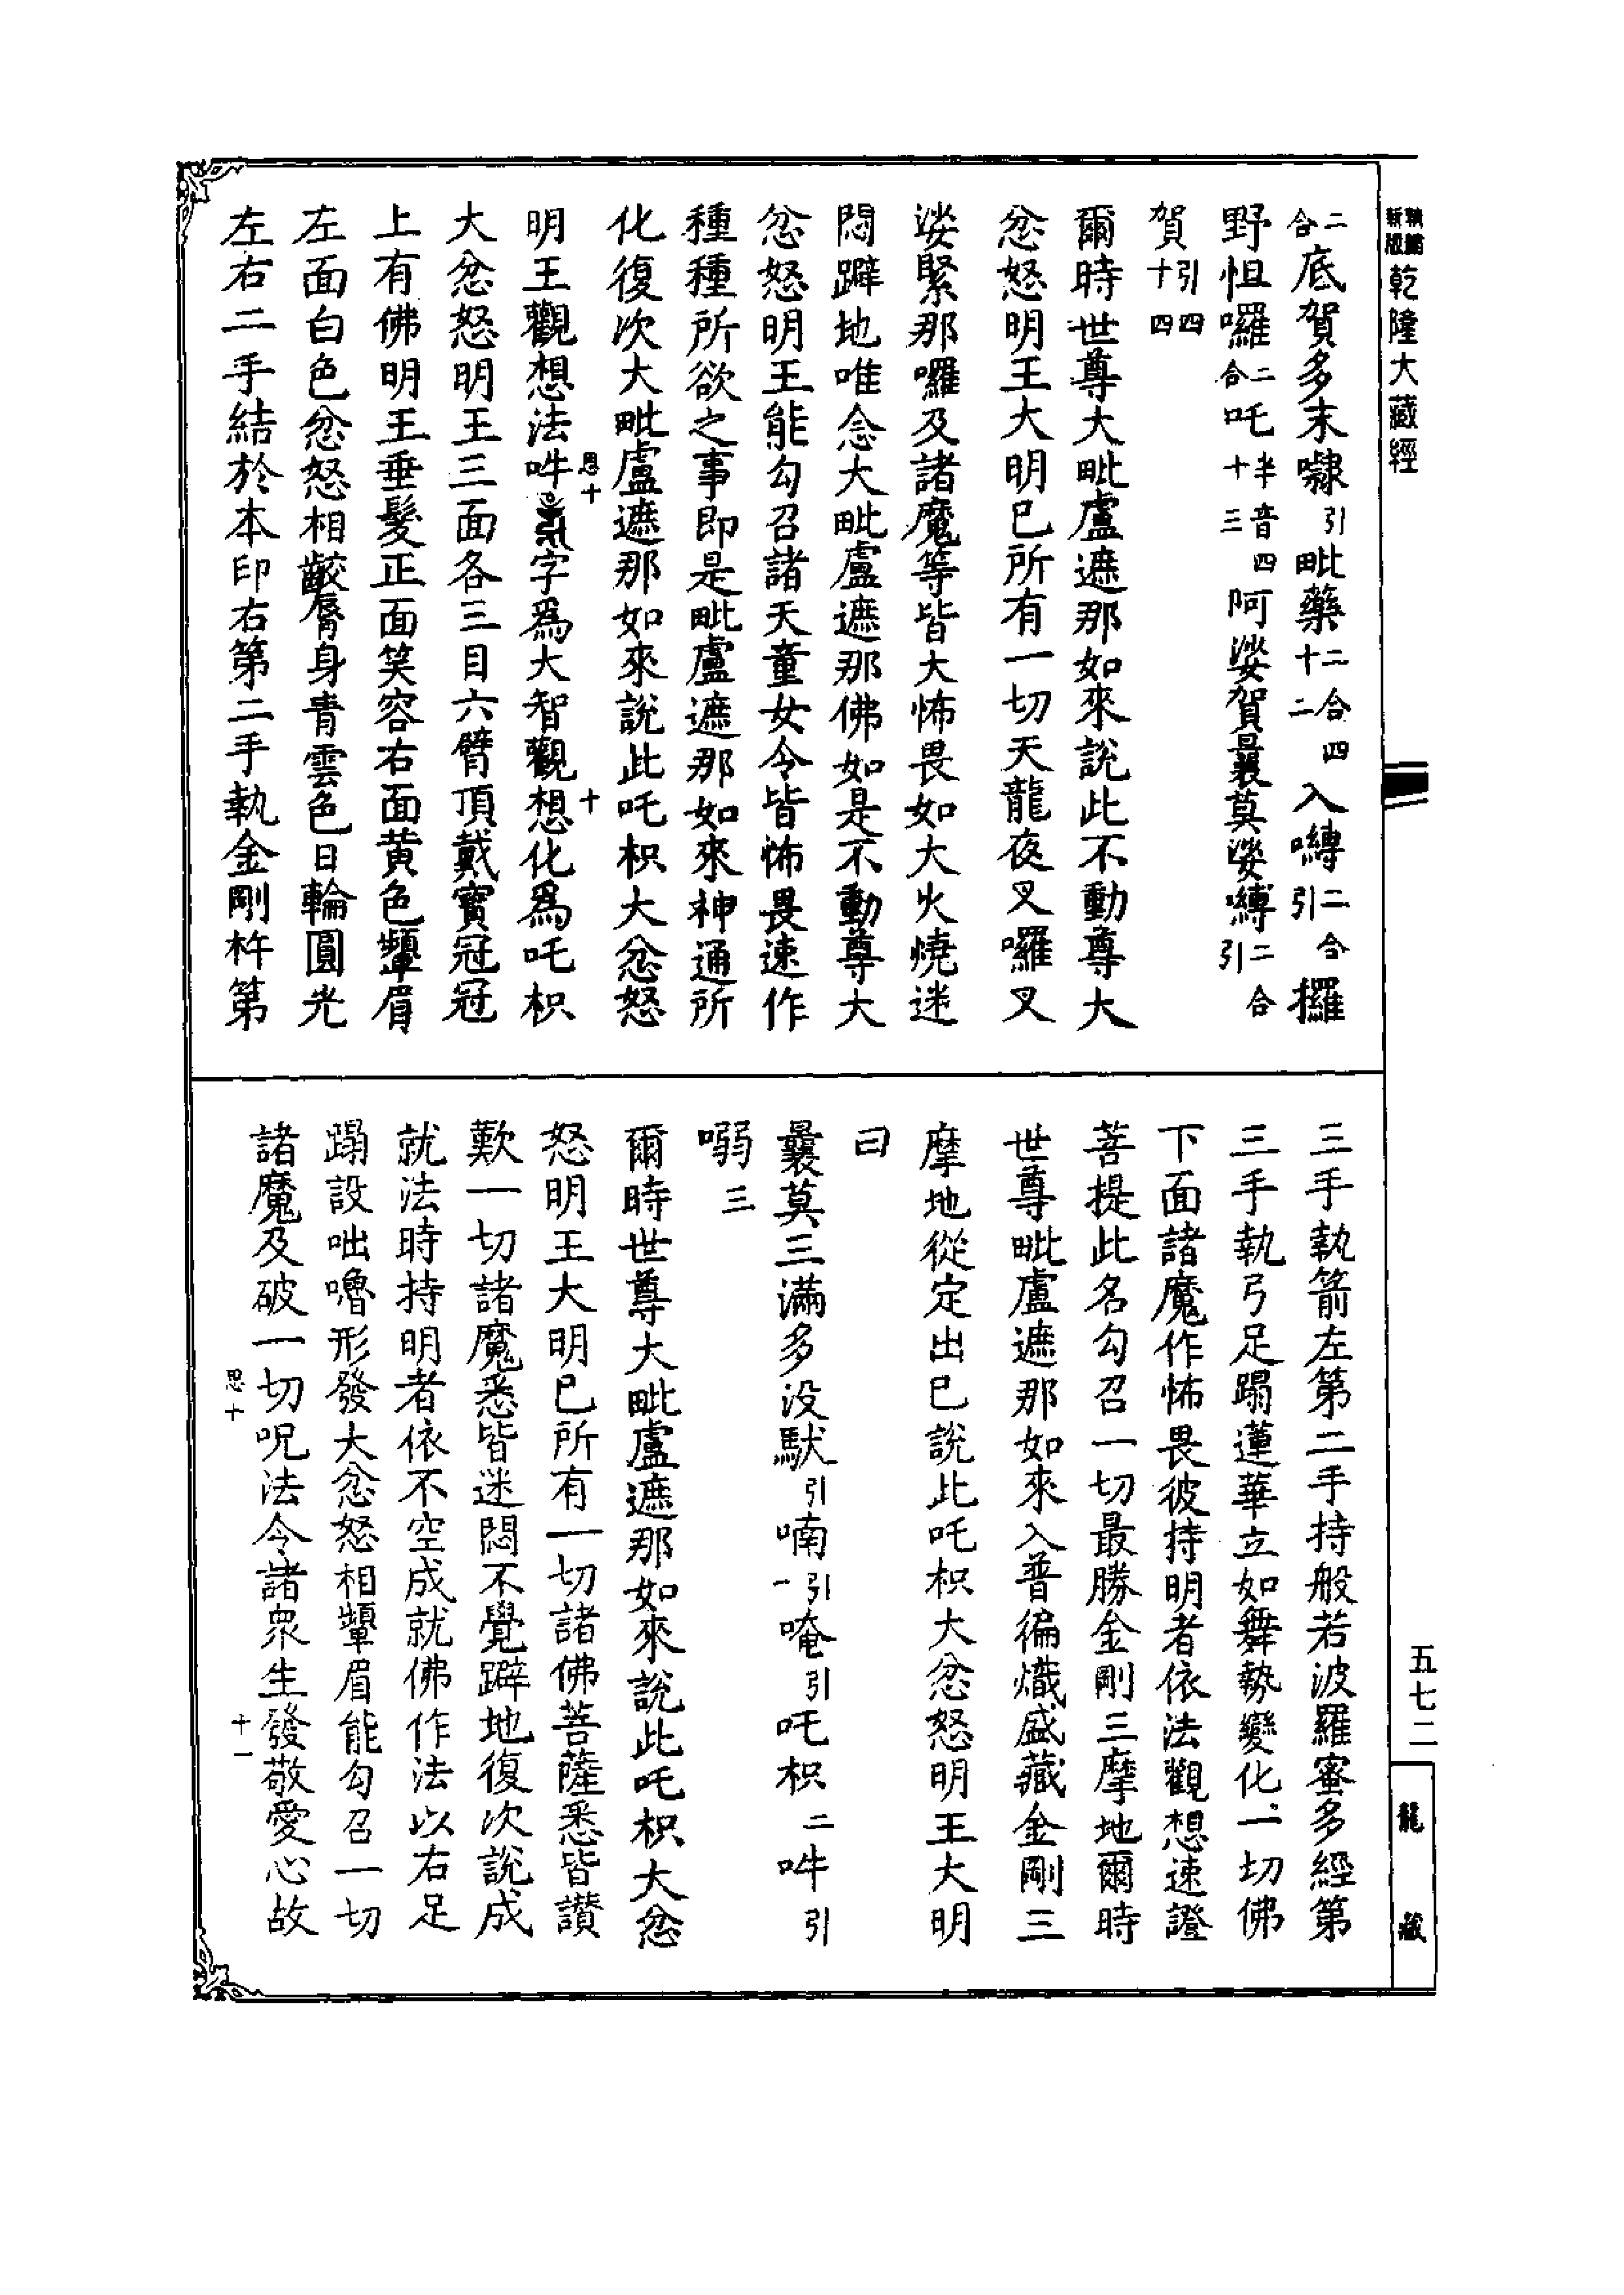 新版乾隆大藏經
二合底賀多末𡃤引毗藥二合四十二入嚩二合引攞
野怛囉二合吒半音四十三阿娑賀曩莫娑嚩二合引
賀引四十四
爾時世尊大毗盧遮那如來說此不動尊大
忿怒明王大明已所有一切天龍夜叉囉叉
娑緊那囉及諸魔等皆大怖畏如大火燒迷
悶躃地唯念大毗盧遮那佛如是不動尊大
忿怒明王能勾召諸天童女令皆怖畏速作
種種所欲之事即是毗盧遮那如來神通所
化復次大毗盧遮那如來說此吒枳大忿怒
明王觀想法吽字爲大智觀想化爲吒枳
思十
十
大忿怒明王三面各三目六臂頂戴寶冠冠
上有佛明王垂髮正面笑容右面黄色顰眉
左面白色忿怒相齩脣身青雲色日輪圓光
左右二手結於本印右第二手執金剛杵第
三手執箭左第二手持般若波羅蜜多經第
三手執弓足蹋蓮華立如舞勢變化一切佛
下面諸魔作怖畏彼持明者依法觀想速證
菩提此名勾召一切最勝金剛三摩地爾時
世尊毗盧遮那如來入普徧熾盛藏金剛三
摩地從定出已說此吒枳大忿怒明王大明
曰
曩莫三滿多没馱引喃引一唵引吒枳二吽引
嗍三
爾時世尊大毗盧遮那如來說此吒枳大忿
怒明王大明已所有一切諸佛菩薩悉皆讃
歎一切諸魔悉皆迷悶不覺躃地復次說成
就法時持明者依不空成就佛作法以右足
蹋設咄嚕形發大忿怒相顰眉能勾召一切
諸魔及破一切呪法令諸衆生發敬愛心故
思十
十一
五七二
龍藏